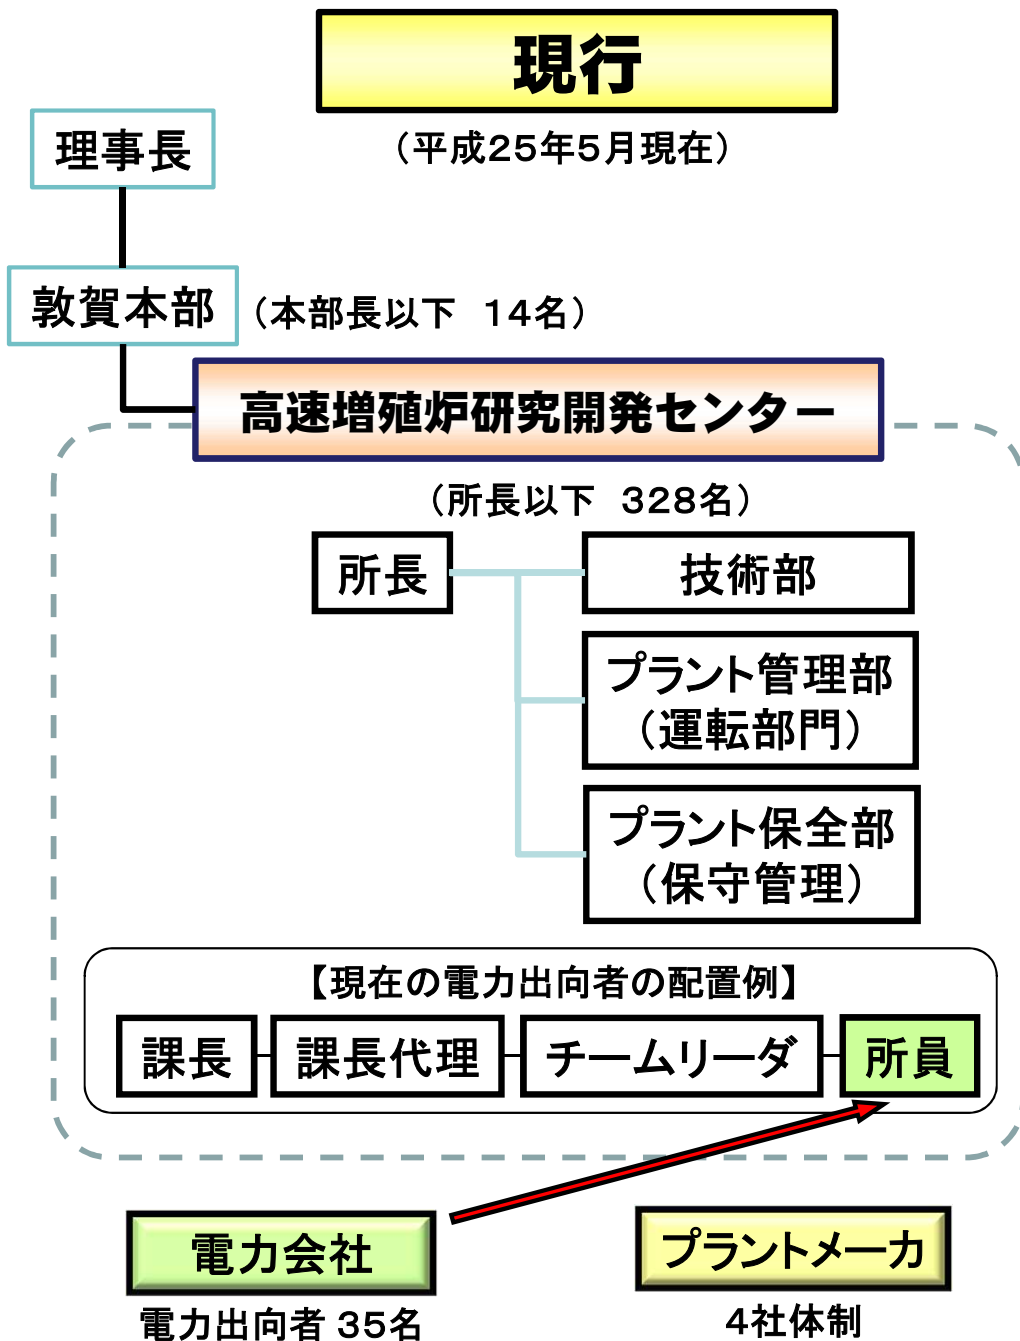 現行
（平成25年5月現在）
理事長
敦賀本部
（本部長以下　14名）
高速増殖炉研究開発センター
（所長以下　328名）
所長
技術部
プラント管理部
（運転部門）
プラント保全部
（保守管理）
【現在の電力出向者の配置例】
課長
課長代理
チームリーダ
所員
電力会社
電力出向者 35名
プラントメーカ
4社体制